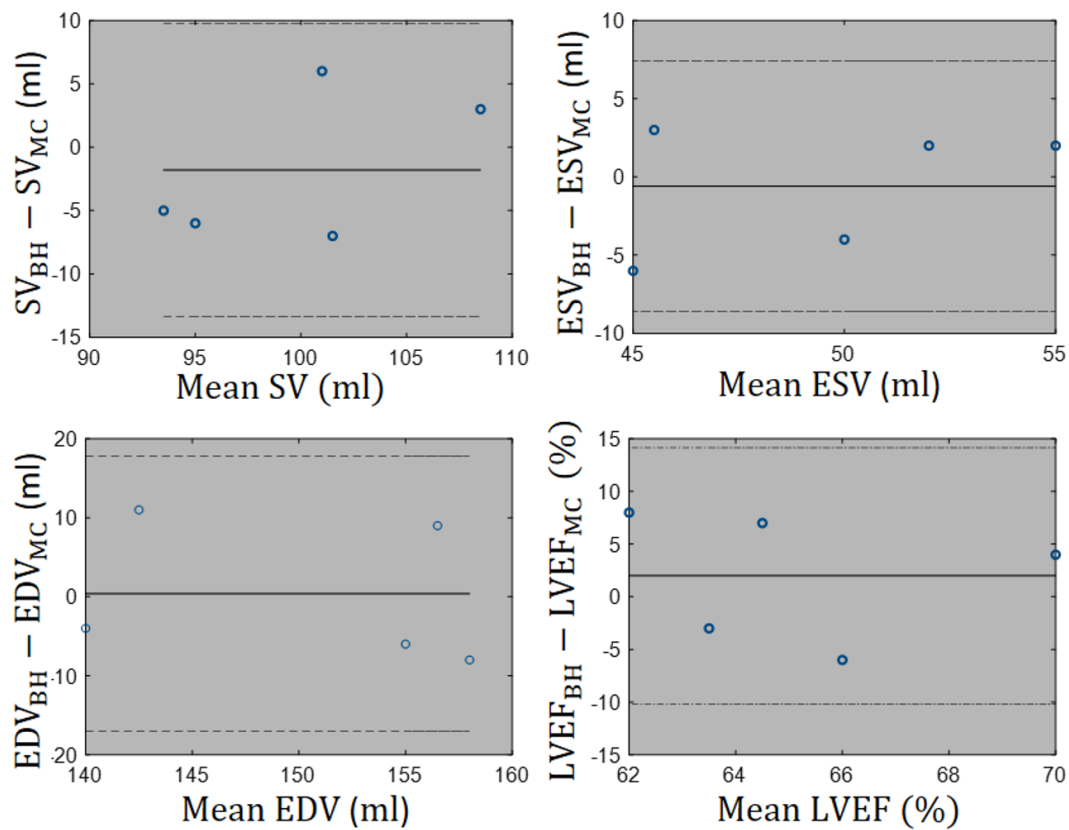 SV_BH − SV_MC (ml)
10
5
0
-5
-10
-15
90 95 100 105 110
Mean SV (ml)
ESV_BH − ESV_MC (ml)
10
5
0
-5
-10
45 50 55
Mean ESV (ml)
EDV_BH − EDV_MC (ml)
20
10
0
-10
-20
140 145 150 155 160
Mean EDV (ml)
LVEF_BH − LVEF_MC (%)
15
10
5
0
-5
-10
-15
62 64 66 68 70
Mean LVEF (%)